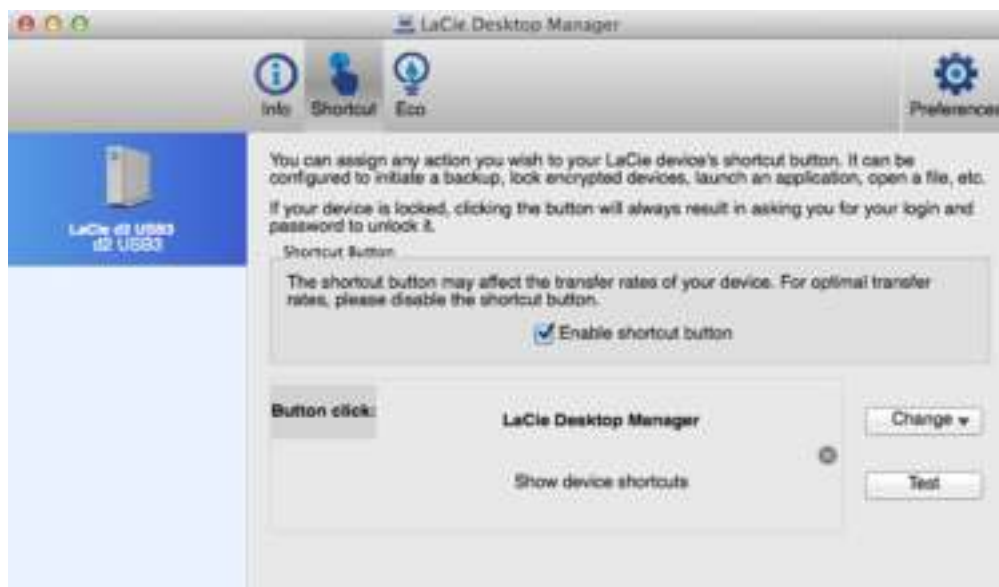 LaCie Desktop Manager
Info Shortcut Eco Preferences
LaCie d2 USB3
d2 USB3
You can assign any action you wish to your LaCie device's shortcut button. It can be
configured to initiate a backup, lock encrypted devices, launch an application, open a file, etc.
If your device is locked, clicking the button will always result in asking you for your login and
password to unlock it.
Shortcut Button
The shortcut button may affect the transfer rates of your device. For optimal transfer
rates, please disable the shortcut button.
Enable shortcut button
Button click:
LaCie Desktop Manager
Change
Show device shortcuts
Test